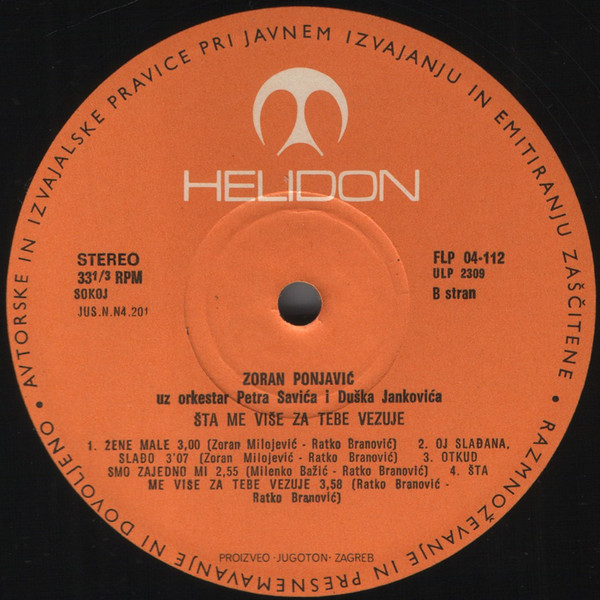 AVTORSKE IN IZVAJALSKE PRAVICE PRI JAVNEM IZVAJANJU IN EMITIRANJU ZAŠČITENE • RAZMNOŽEVANJE IN PRESNEMAVANJE NI DOVOLJENO •
HELIDON
STEREO
33 1/3 RPM
SOKOJ
JUS.N.N4.201
FLP 04-112
ULP 2309
B stran
ZORAN PONJAVIĆ
uz orkestar Petra Savića i Duška Jankovića
ŠTA ME VIŠE ZA TEBE VEZUJE
1. ŽENE MALE 3,00 (Zoran Milojević - Ratko Branović) 2. OJ SLAĐANA,
SLAĐO 3'07 (Zoran Milojević - Ratko Branović) 3. OTKUD
SMO ZAJEDNO MI 2,55 (Milenko Bažić - Ratko Branović) 4. ŠTA
ME VIŠE ZA TEBE VEZUJE 3,58 (Ratko Branović -
Ratko Branović)
PROIZVEO · JUGOTON · ZAGREB